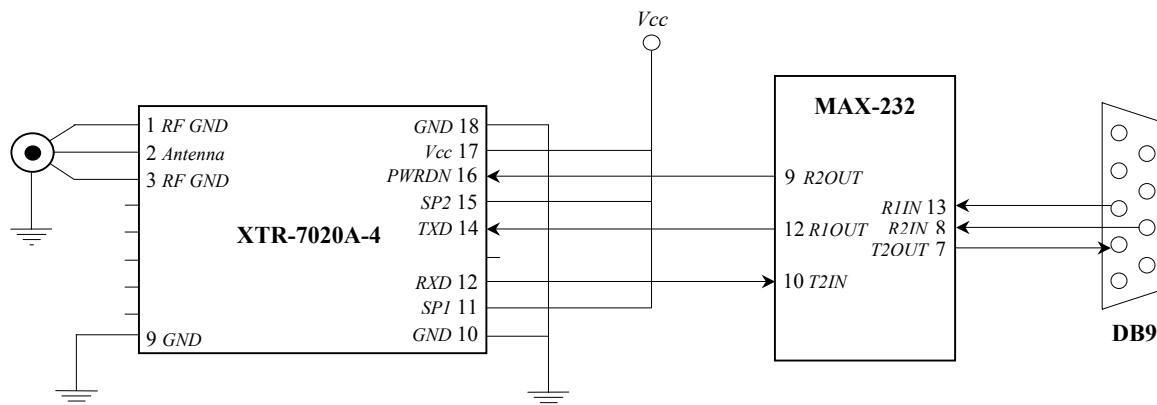 Vcc
XTR-7020A-4
1 RF GND
2 Antenna
3 RF GND
9 GND
GND 18
Vcc 17
PWRDN 16
SP2 15
TXD 14
RXD 12
SP1 11
GND 10
MAX-232
9 R2OUT
12 R1OUT
10 T2IN
R1IN 13
R2IN 8
T2OUT 7
DB9